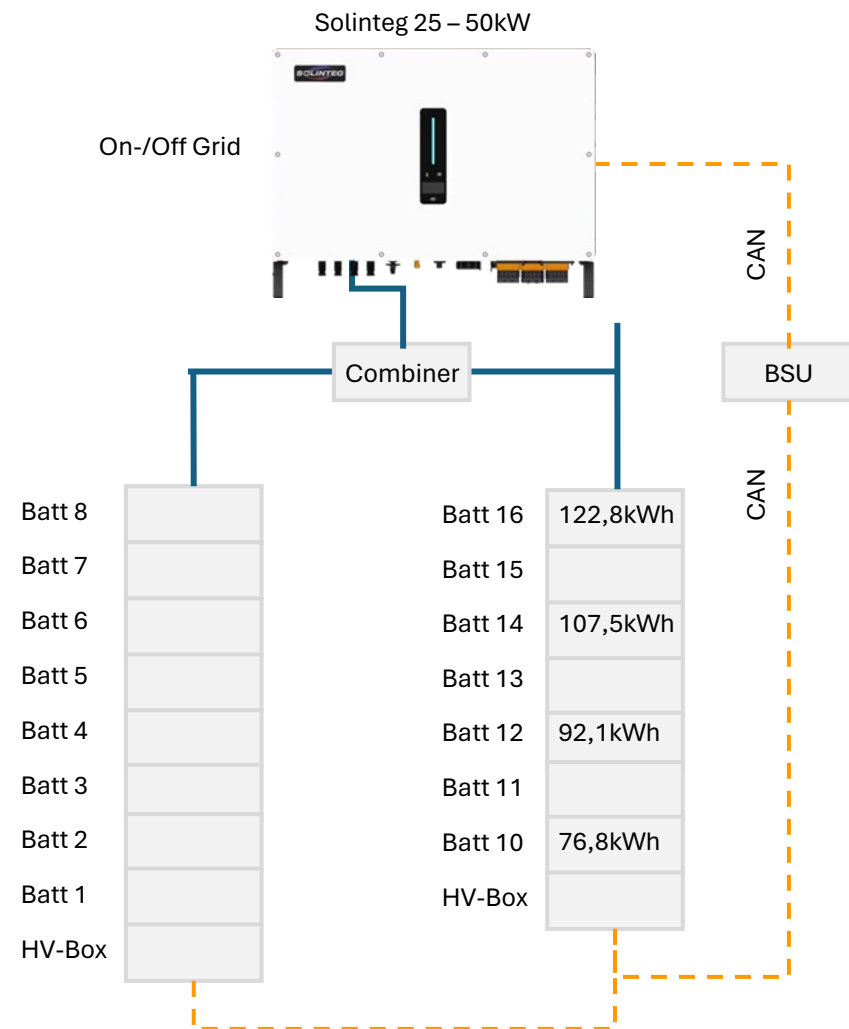 Solinteg 25 – 50kW
SOLINTEG
On-/Off Grid
CAN
Combiner
BSU
CAN
Batt 8
Batt 7
Batt 6
Batt 5
Batt 4
Batt 3
Batt 2
Batt 1
HV-Box
Batt 16 122,8kWh
Batt 15
Batt 14 107,5kWh
Batt 13
Batt 12 92,1kWh
Batt 11
Batt 10 76,8kWh
HV-Box